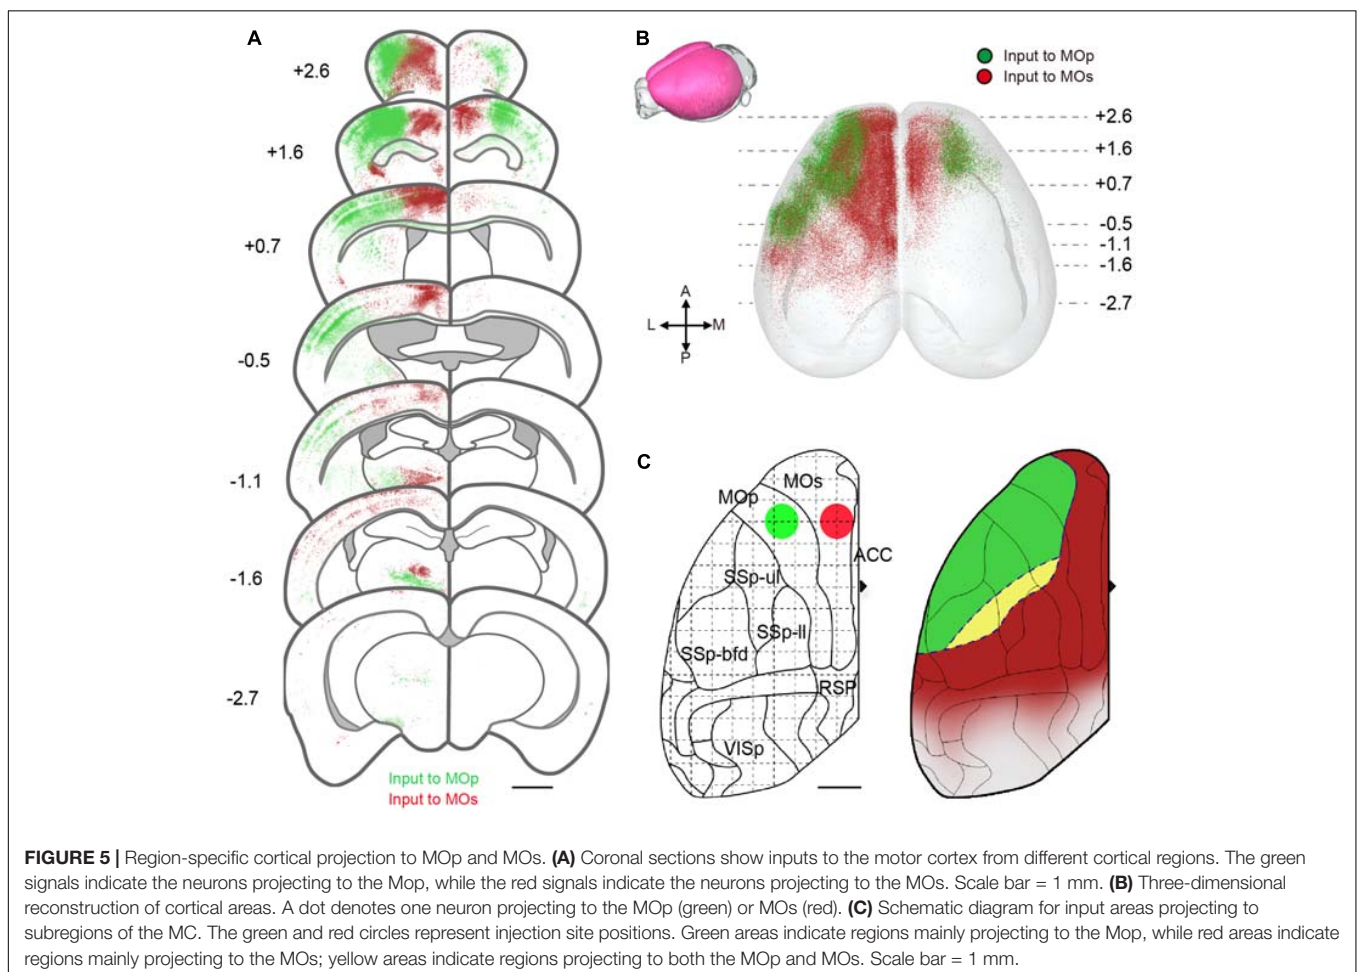 A
+2.6
+1.6
+0.7
-0.5
-1.1
-1.6
-2.7
Input to MOp
Input to MOs
B
Input to MOp
Input to MOs
+2.6
+1.6
+0.7
-0.5
-1.1
-1.6
-2.7
A
L M
P
C
MOs
MOp
ACC
SSp-ul
SSp-ll
SSp-bfd
RSP
VISp
FIGURE 5 | Region-specific cortical projection to MOp and MOs. (A) Coronal sections show inputs to the motor cortex from different cortical regions. The green
signals indicate the neurons projecting to the Mop, while the red signals indicate the neurons projecting to the MOs. Scale bar = 1 mm. (B) Three-dimensional
reconstruction of cortical areas. A dot denotes one neuron projecting to the MOp (green) or MOs (red). (C) Schematic diagram for input areas projecting to
subregions of the MC. The green and red circles represent injection site positions. Green areas indicate regions mainly projecting to the Mop, while red areas indicate
regions mainly projecting to the MOs; yellow areas indicate regions projecting to both the MOp and MOs. Scale bar = 1 mm.